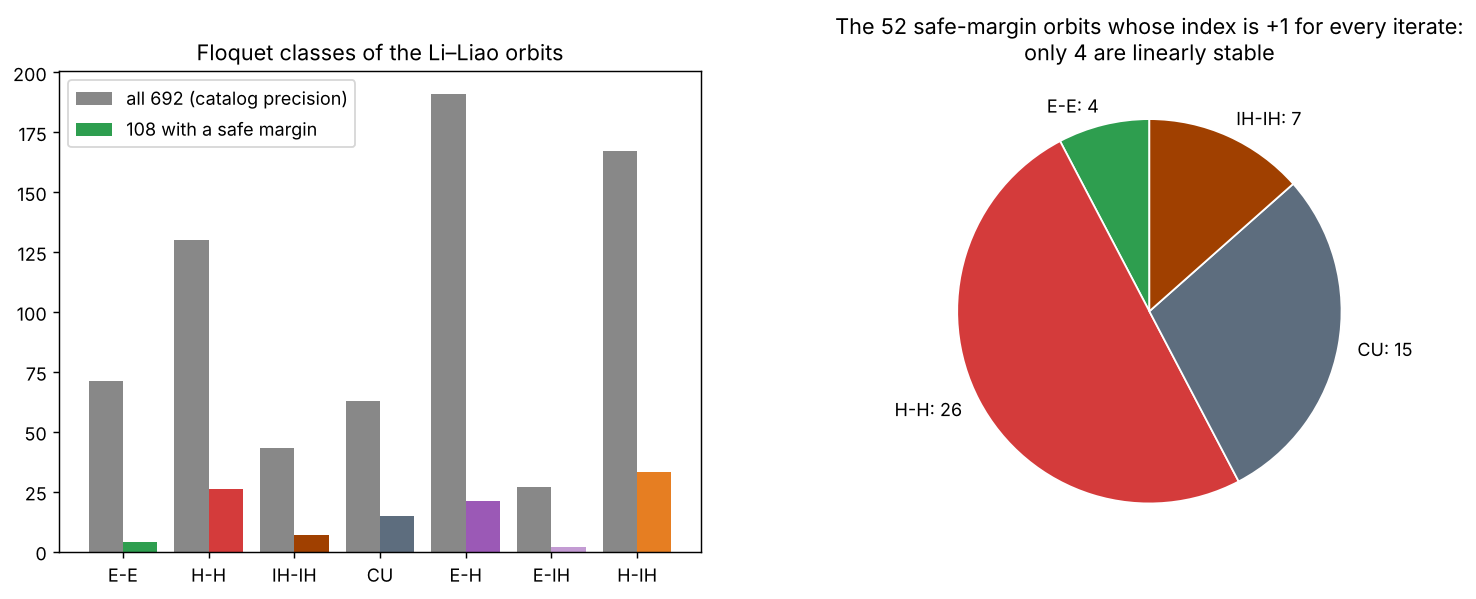 Floquet classes of the Li–Liao orbits
all 692 (catalog precision)
108 with a safe margin
200
175
150
125
100
75
50
25
0
E-E
H-H
IH-IH
CU
E-H
E-IH
H-IH
The 52 safe-margin orbits whose index is +1 for every iterate:
only 4 are linearly stable
E-E: 4
IH-IH: 7
CU: 15
H-H: 26